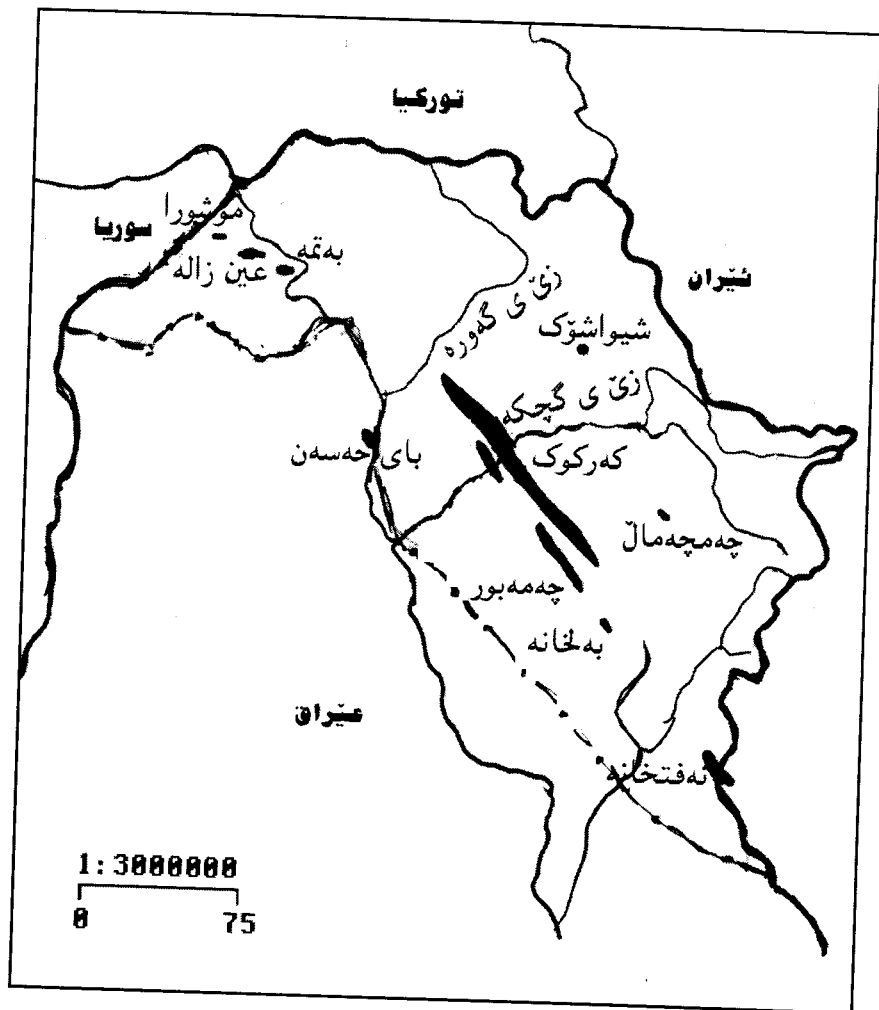 تورکیا
موشورا
سوریا
بەتمە
عین زالە
ئێران
زێ ی گەورە
شیواشۆک
زێ ی گچکە
بای حەسەن
کەرکوک
چەمچەماڵ
چەمەبور
بەلخانە
عێراق
نەفتخانە
1:3000000
0 75